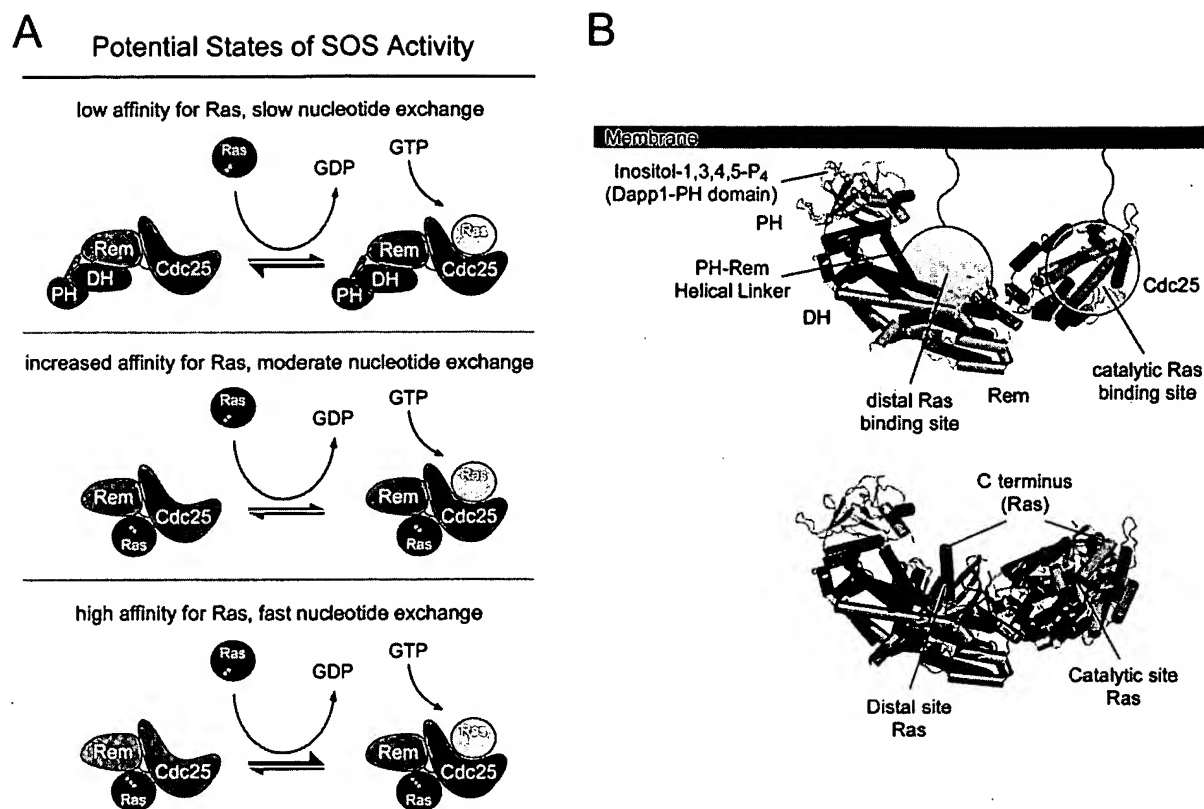 A
Potential States of SOS Activity
low affinity for Ras, slow nucleotide exchange
Ras
GDP
GTP
Rem
DH
PH
Cdc25
Rem
DH
PH
Ras
Cdc25
increased affinity for Ras, moderate nucleotide exchange
Ras
GDP
GTP
Rem
Cdc25
Ras
Rem
Ras
Cdc25
Ras
high affinity for Ras, fast nucleotide exchange
Ras
GDP
GTP
Rem
Cdc25
Ras
Rem
Ras
Cdc25
Ras
B
Membrane
Inositol-1,3,4,5-P4
(Dapp1-PH domain)
PH
PH-Rem
Helical Linker
DH
Cdc25
distal Ras
binding site
Rem
catalytic Ras
binding site
C terminus
(Ras)
Distal site
Ras
Catalytic site
Ras